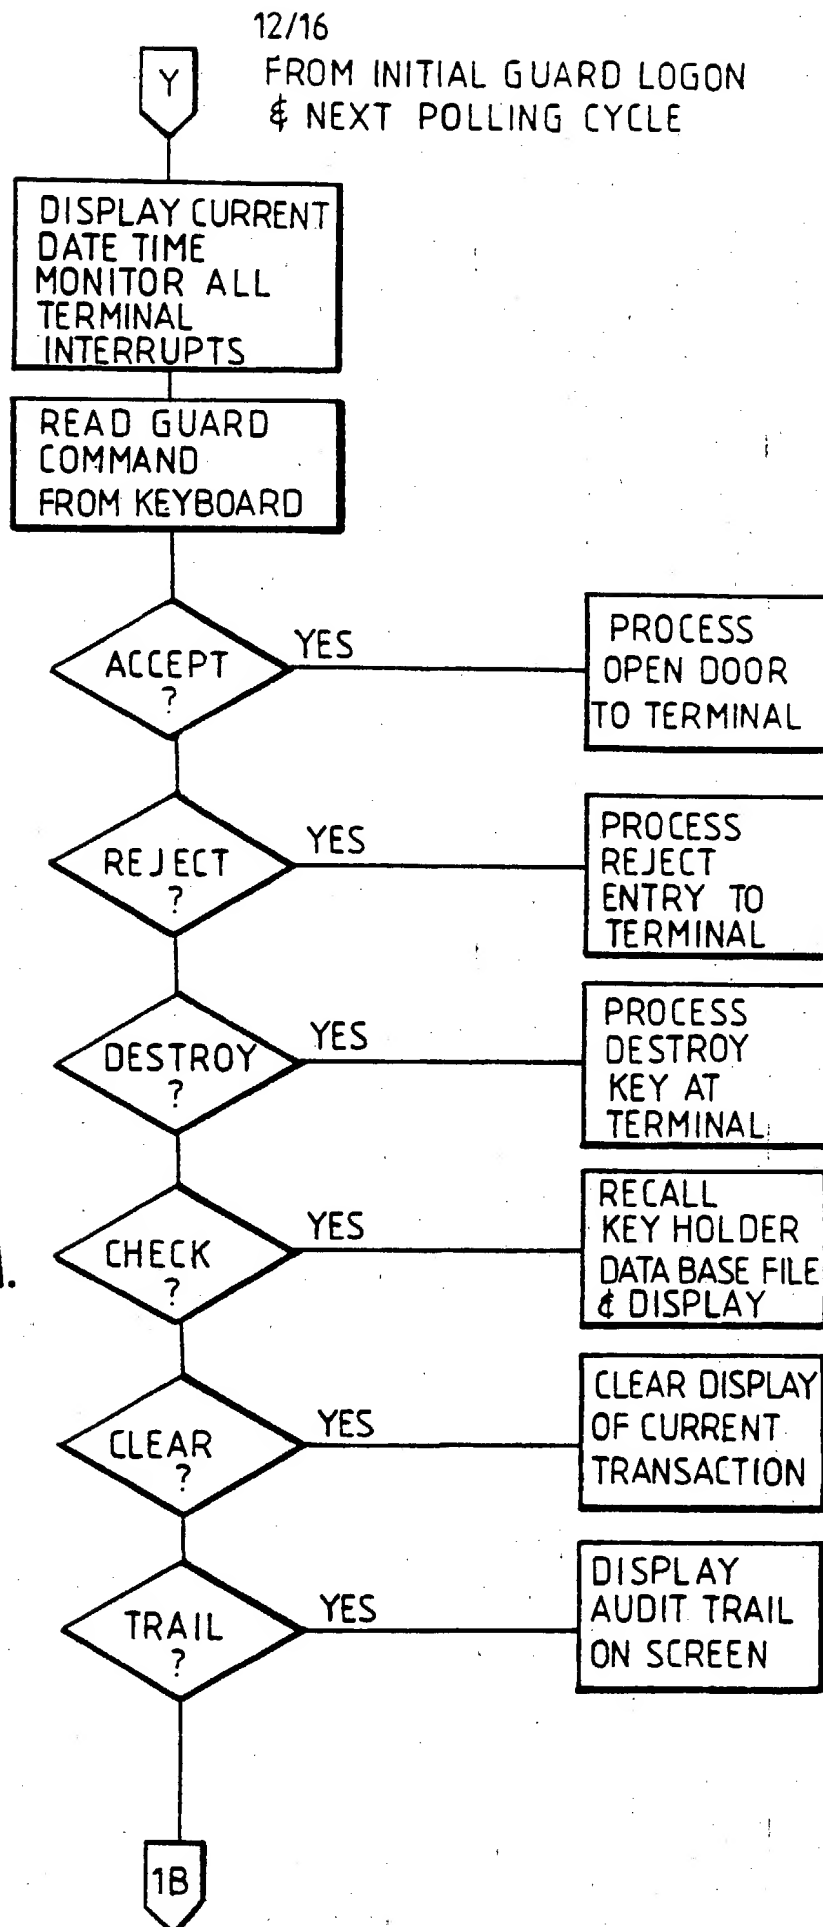 12/16
Y
FROM INITIAL GUARD LOGON
& NEXT POLLING CYCLE
DISPLAY CURRENT
DATE TIME
MONITOR ALL
TERMINAL
INTERRUPTS
READ GUARD
COMMAND
FROM KEYBOARD
ACCEPT
?
YES
PROCESS
OPEN DOOR
TO TERMINAL
REJECT
?
YES
PROCESS
REJECT
ENTRY TO
TERMINAL
DESTROY
?
YES
PROCESS
DESTROY
KEY AT
TERMINAL
CHECK
?
YES
RECALL
KEY HOLDER
DATA BASE FILE
& DISPLAY
CLEAR
?
YES
CLEAR DISPLAY
OF CURRENT
TRANSACTION
TRAIL
?
YES
DISPLAY
AUDIT TRAIL
ON SCREEN
1B